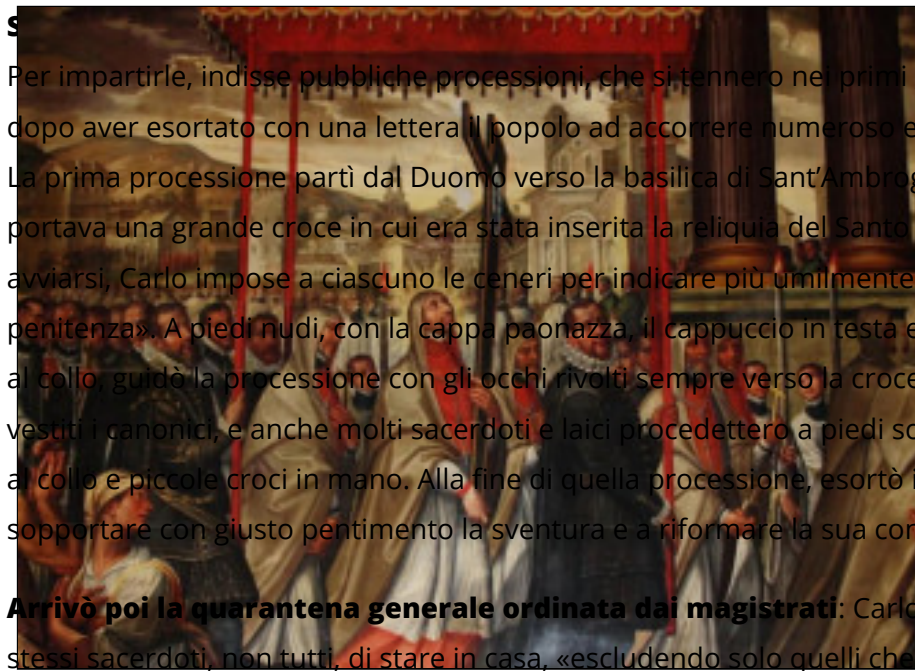 S
Per impartirle, indisse pubbliche processioni, che si tennero nei primi
dopo aver esortato con una lettera il popolo ad accorrere numeroso e
La prima processione partì dal Duomo verso la basilica di Sant'Ambrog
portava una grande croce in cui era stata inserita la reliquia del Santo
avviarsi, Carlo impose a ciascuno le ceneri per indicare più umilmente
penitenza». A piedi nudi, con la cappa paonazza, il cappuccio in testa e
al collo, guidò la processione con gli occhi rivolti sempre verso la croce
vestiti i canonici, e anche molti sacerdoti e laici procedettero a piedi sc
al collo e piccole croci in mano. Alla fine di quella processione, esortò i
sopportare con giusto pentimento la sventura e a riformare la sua con
Arrivò poi la quarantena generale ordinata dai magistrati: Carlo
stessi sacerdoti, non tutti, di stare in casa, «escludendo solo quelli che